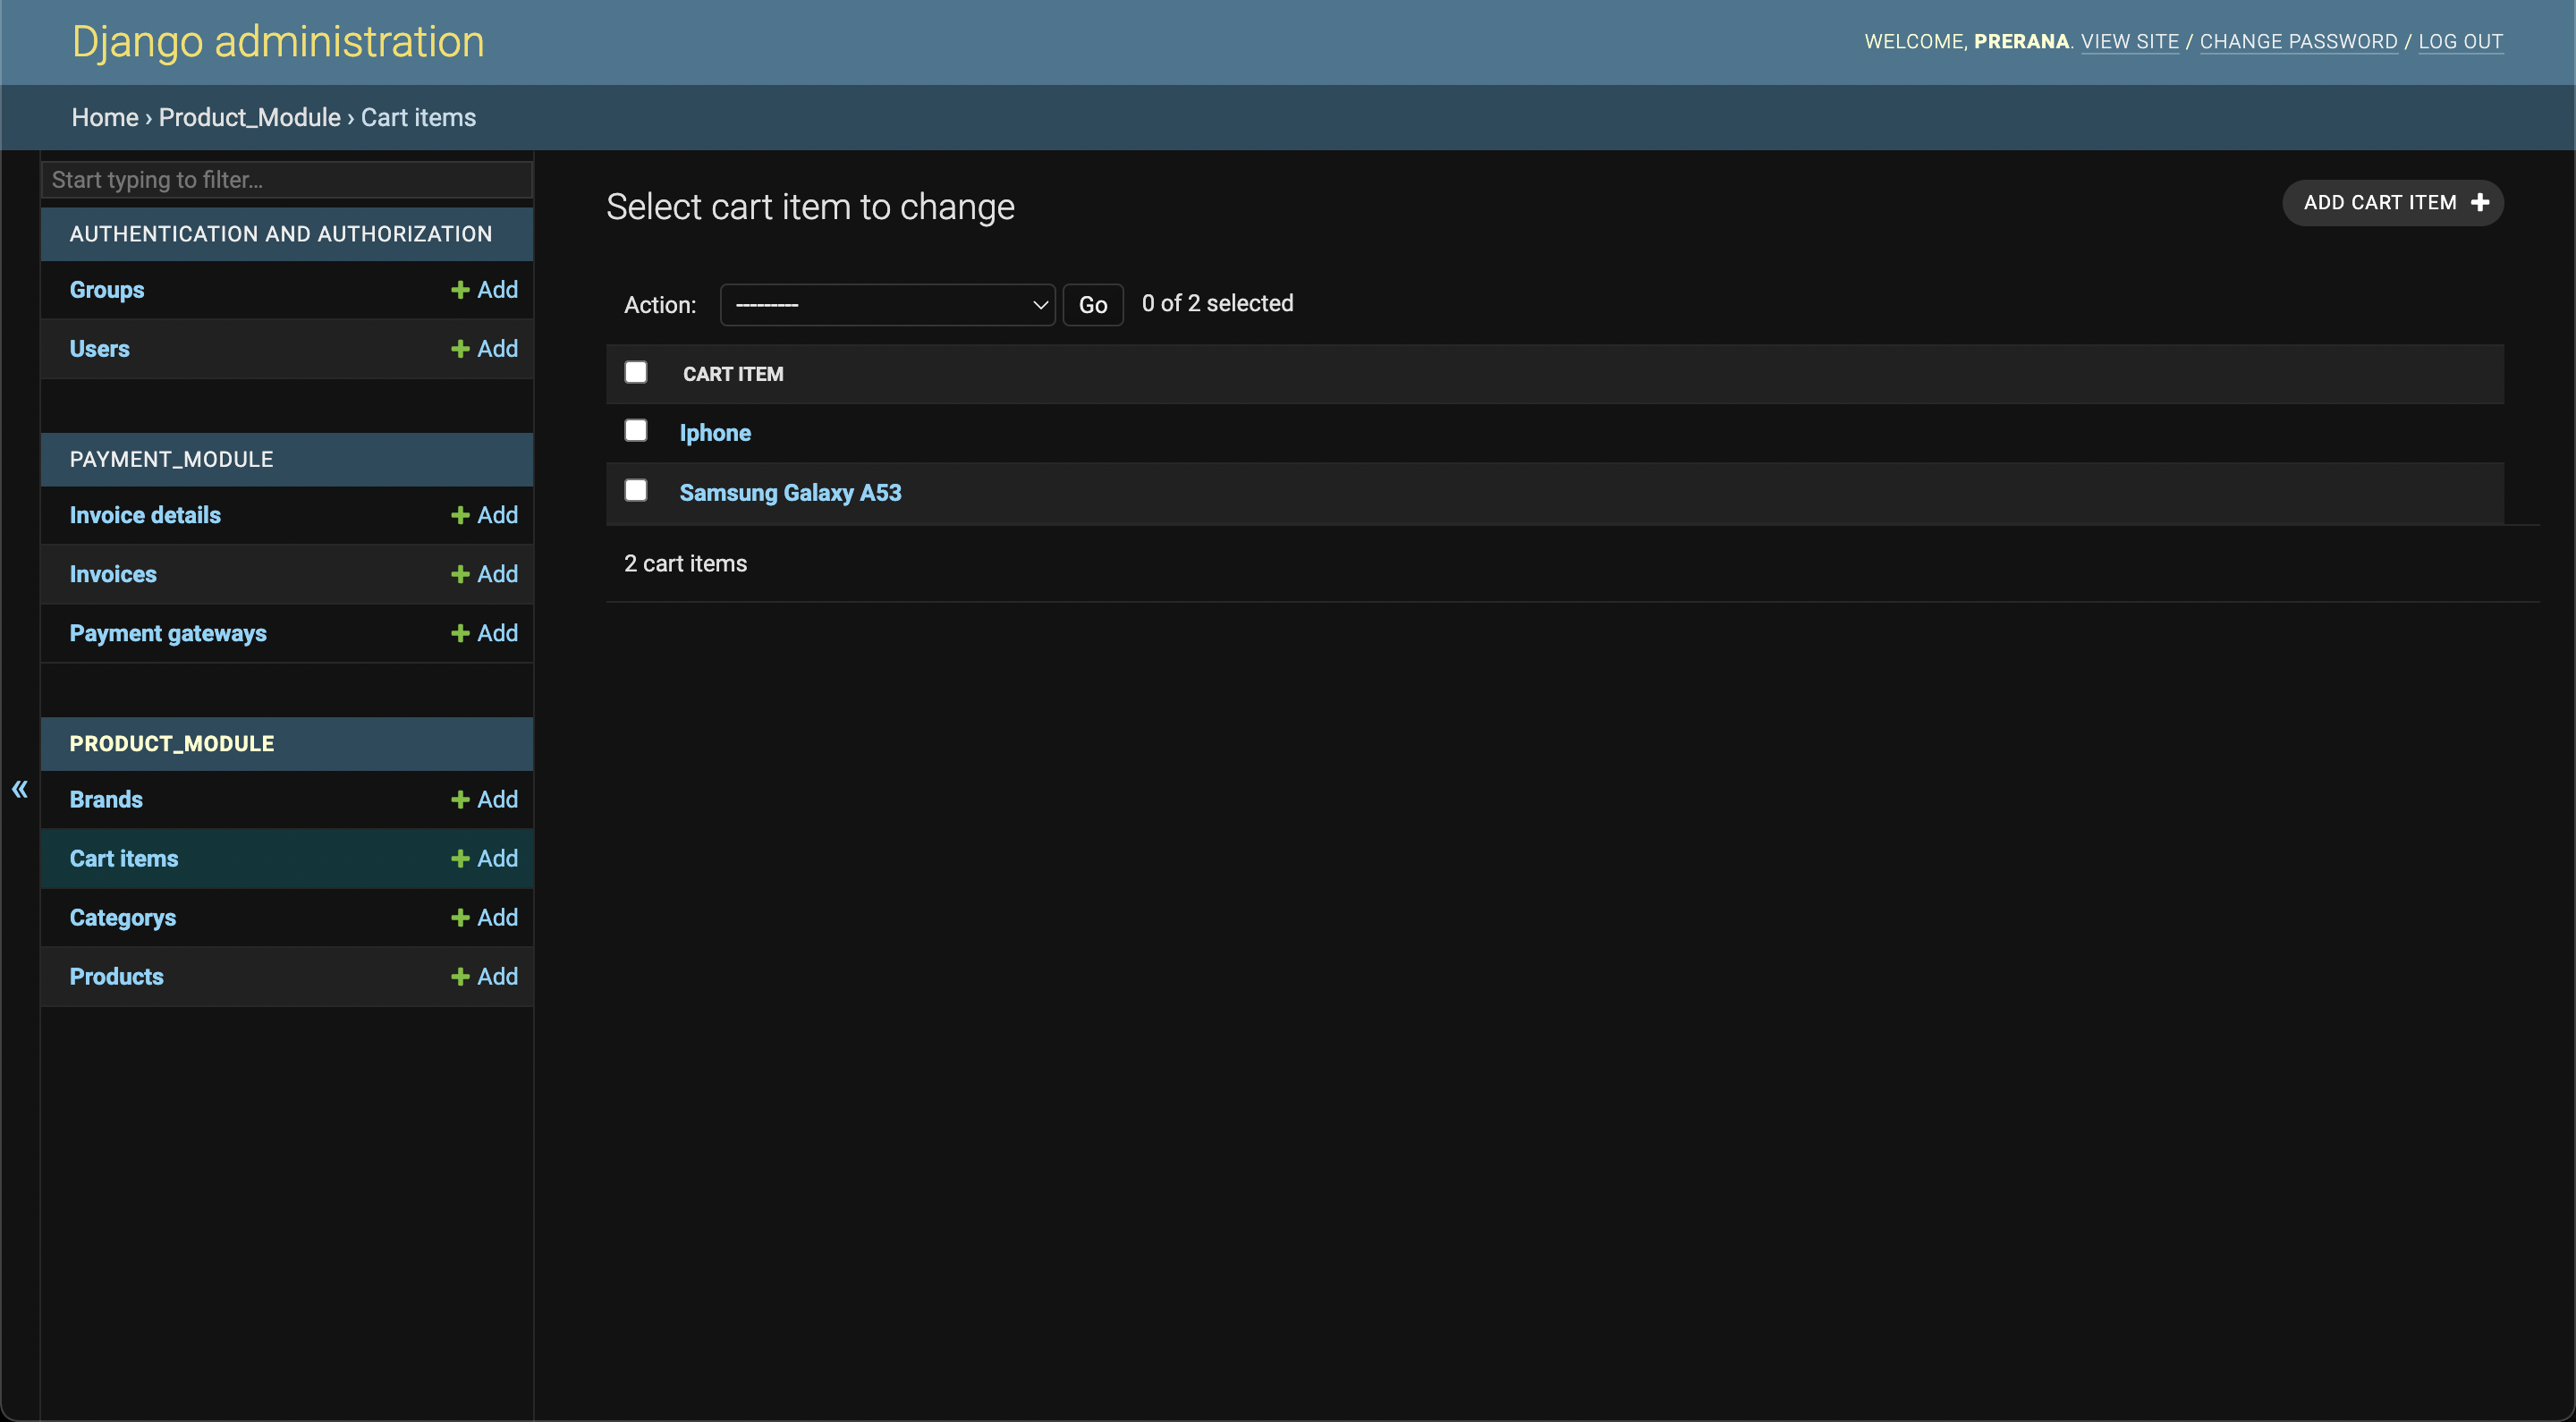 Django administration
WELCOME, PRERANA. VIEW SITE / CHANGE PASSWORD / LOG OUT
Home › Product_Module › Cart items
Start typing to filter...
AUTHENTICATION AND AUTHORIZATION
Groups + Add
Users + Add
PAYMENT_MODULE
Invoice details + Add
Invoices + Add
Payment gateways + Add
PRODUCT_MODULE
Brands + Add
Cart items + Add
Categorys + Add
Products + Add
«
Select cart item to change
ADD CART ITEM +
Action: --------- Go 0 of 2 selected
CART ITEM
Iphone
Samsung Galaxy A53
2 cart items